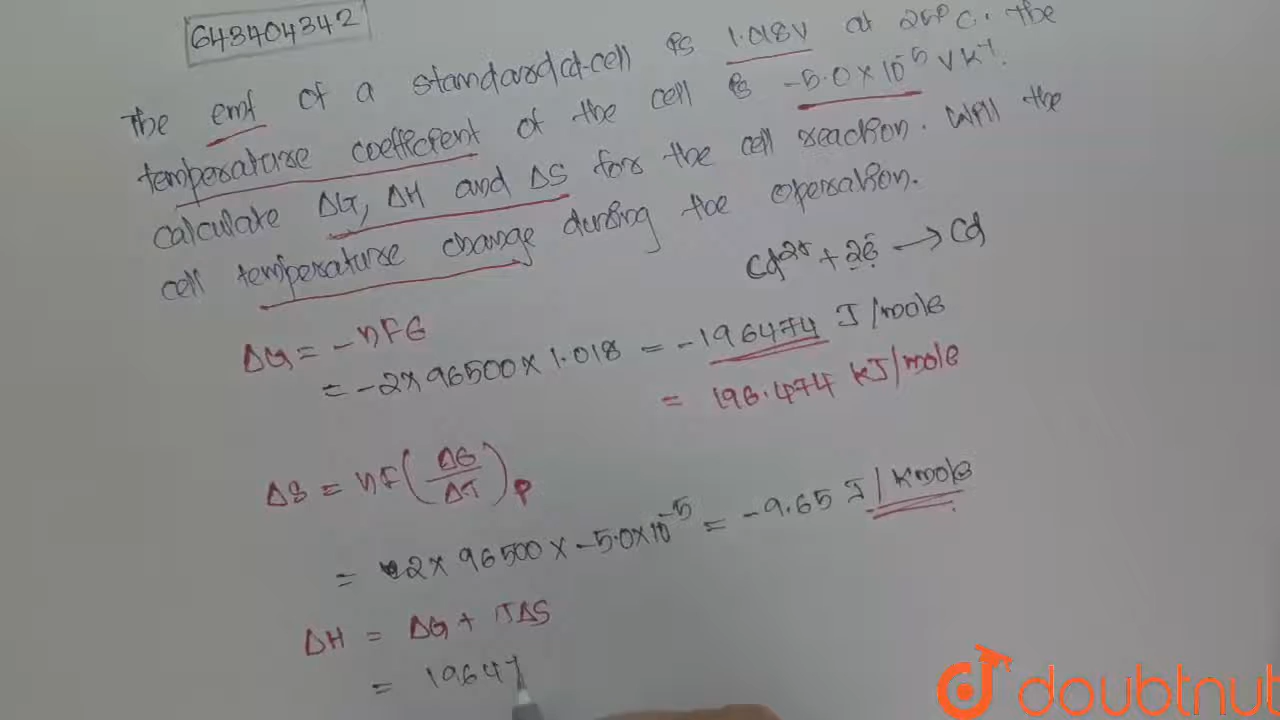 643404342
The emf of a standard cd-cell is 1.018V at 25°C. The
temperature coefficient of the cell is -5.0×10⁻⁵ VK⁻¹.
calculate ΔG, ΔH and ΔS for the cell reaction. Will the
cell temperature change during the operation.
Cd²⁺ + 2ē → Cd
ΔG = -nFE
= -2×96500×1.018 = -196474 J/mole
= 196.474 kJ/mole
ΔS = nF(ΔE/ΔT)P
= 2×96500×-5.0×10⁻⁵ = -9.65 J/Kmole
ΔH = ΔG + TΔS
= 19647
doubtnut